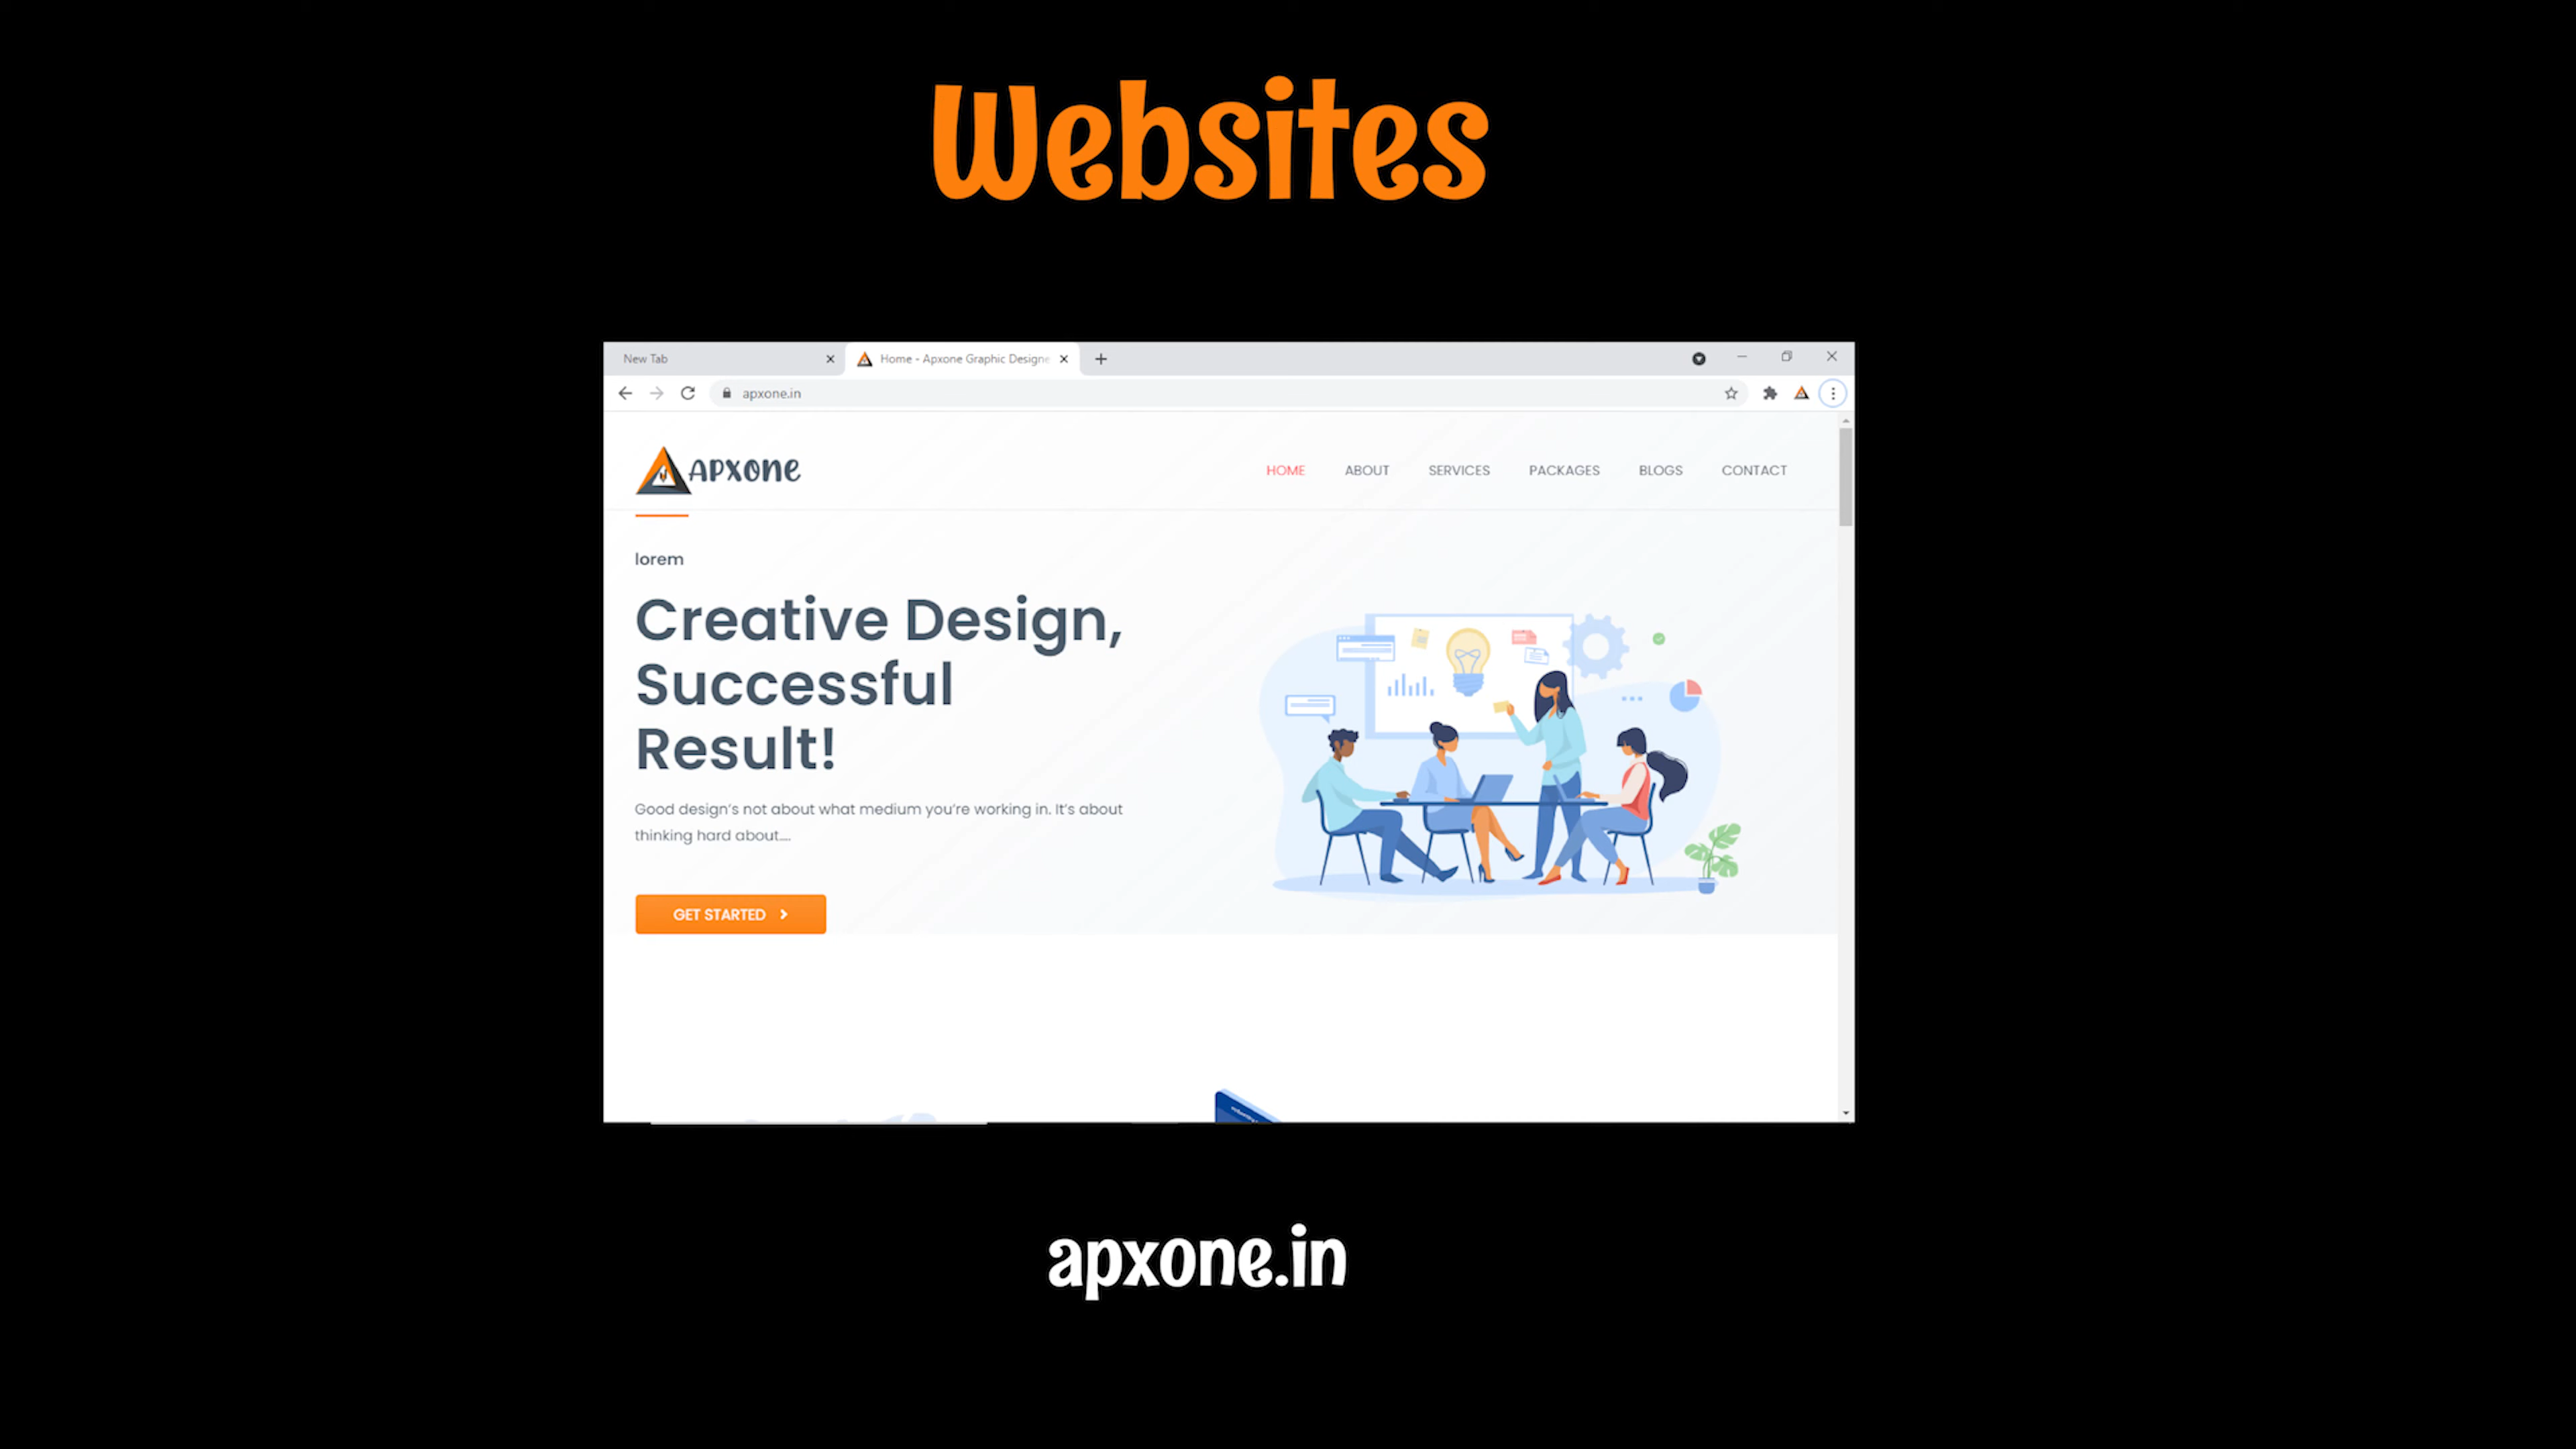 Websites
New Tab
Home - Apxone Graphic Designe
apxone.in
APXONE
HOME
ABOUT
SERVICES
PACKAGES
BLOGS
CONTACT
lorem
Creative Design,
Successful
Result!
Good design's not about what medium you're working in. It's about
thinking hard about....
GET STARTED
apxone.in